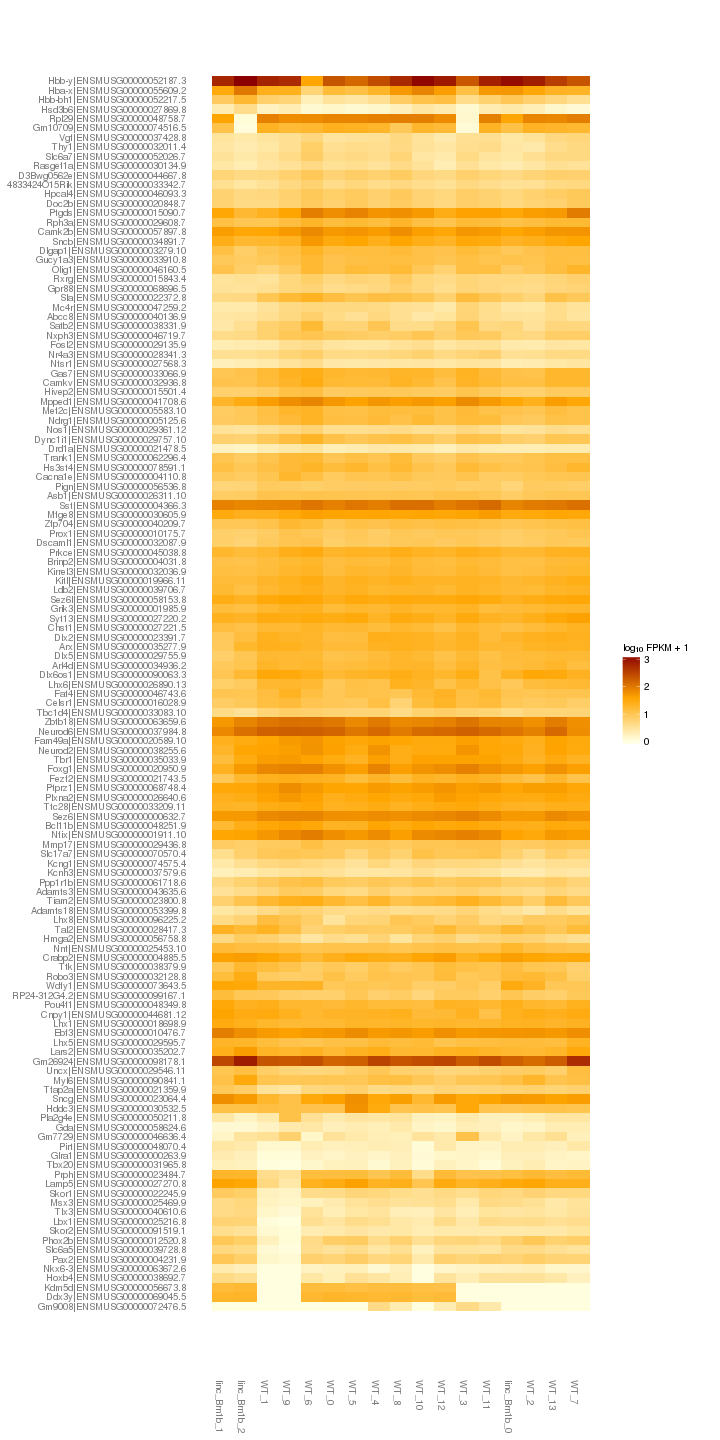 Hbb-y|ENSMUSG00000052187.3
Hba-x|ENSMUSG00000055609.2
Hbb-bh1|ENSMUSG00000052217.5
Hsd3b6|ENSMUSG00000027869.8
Rpl29|ENSMUSG00000048758.7
Gm10709|ENSMUSG00000074516.5
Vgf|ENSMUSG00000037428.8
Thy1|ENSMUSG00000032011.4
Slc6a7|ENSMUSG00000052026.7
Rasgef1a|ENSMUSG00000030134.9
D3Bwg0562e|ENSMUSG00000044667.8
4833424O15Rik|ENSMUSG00000033342.7
Hpcal4|ENSMUSG00000046093.3
Doc2b|ENSMUSG00000020848.7
Ptgds|ENSMUSG00000015090.7
Rph3a|ENSMUSG00000029608.7
Camk2b|ENSMUSG00000057897.8
Sncb|ENSMUSG00000034891.7
Dlgap1|ENSMUSG00000003279.10
Gucy1a3|ENSMUSG00000033910.8
Olig1|ENSMUSG00000046160.5
Rxrg|ENSMUSG00000015843.4
Gpr88|ENSMUSG00000068696.5
Sla|ENSMUSG00000022372.8
Mc4r|ENSMUSG00000047259.2
Abcc8|ENSMUSG00000040136.9
Satb2|ENSMUSG00000038331.9
Nxph3|ENSMUSG00000046719.7
Fosl2|ENSMUSG00000029135.9
Nr4a3|ENSMUSG00000028341.3
Ntsr1|ENSMUSG00000027568.3
Gas7|ENSMUSG00000033066.9
Camkv|ENSMUSG00000032936.8
Hivep2|ENSMUSG00000015501.4
Mpped1|ENSMUSG00000041708.6
Mef2c|ENSMUSG00000005583.10
Ndrg1|ENSMUSG00000005125.6
Nos1|ENSMUSG00000029361.12
Dync1i1|ENSMUSG00000029757.10
Drd1a|ENSMUSG00000021478.5
Trank1|ENSMUSG00000062296.4
Hs3st4|ENSMUSG00000078591.1
Cacna1e|ENSMUSG00000004110.8
Pign|ENSMUSG00000056536.8
Asb1|ENSMUSG00000026311.10
Sst|ENSMUSG00000004366.3
Mfge8|ENSMUSG00000030605.9
Zfp704|ENSMUSG00000040209.7
Prox1|ENSMUSG00000010175.7
Dscaml1|ENSMUSG00000032087.9
Prkce|ENSMUSG00000045038.8
Brinp2|ENSMUSG00000004031.8
Kirrel3|ENSMUSG00000032036.9
Kitl|ENSMUSG00000019966.11
Ldb2|ENSMUSG00000039706.7
Sez6l|ENSMUSG00000058153.8
Grik3|ENSMUSG00000001985.9
Syt13|ENSMUSG00000027220.2
Chst1|ENSMUSG00000027221.5
Dlx2|ENSMUSG00000023391.7
Arx|ENSMUSG00000035277.9
Dlx5|ENSMUSG00000029755.9
Arl4d|ENSMUSG00000034936.2
Dlx6os1|ENSMUSG00000090063.3
Lhx6|ENSMUSG00000026890.13
Fat4|ENSMUSG00000046743.6
Celsr1|ENSMUSG00000016028.9
Tbc1d4|ENSMUSG00000033083.10
Zbtb18|ENSMUSG00000063659.6
Neurod6|ENSMUSG00000037984.8
Fam49a|ENSMUSG00000020589.10
Neurod2|ENSMUSG00000038255.6
Tbr1|ENSMUSG00000035033.9
Foxg1|ENSMUSG00000020950.9
Fezf2|ENSMUSG00000021743.5
Ptprz1|ENSMUSG00000068748.4
Plxna2|ENSMUSG00000026640.6
Ttc28|ENSMUSG00000033209.11
Sez6|ENSMUSG00000000632.7
Bcl11b|ENSMUSG00000048251.9
Nfix|ENSMUSG00000001911.10
Mmp17|ENSMUSG00000029436.8
Slc17a7|ENSMUSG00000070570.4
Kcng1|ENSMUSG00000074575.4
Kcnh3|ENSMUSG00000037579.6
Ppp1r1b|ENSMUSG00000061718.6
Adamts3|ENSMUSG00000043635.6
Tiam2|ENSMUSG00000023800.8
Adamts18|ENSMUSG00000053399.8
Lhx8|ENSMUSG00000096225.2
Tal2|ENSMUSG00000028417.3
Hmga2|ENSMUSG00000056758.8
Nnt|ENSMUSG00000025453.10
Crabp2|ENSMUSG00000004885.5
Ttk|ENSMUSG00000038379.9
Robo3|ENSMUSG00000032128.8
Wdfy1|ENSMUSG00000073643.5
RP24-312G4.2|ENSMUSG00000099167.1
Pou4f1|ENSMUSG00000048349.8
Cnpy1|ENSMUSG00000044681.12
Lhx1|ENSMUSG00000018698.9
Ebf3|ENSMUSG00000010476.7
Lhx5|ENSMUSG00000029595.7
Lars2|ENSMUSG00000035202.7
Gm26924|ENSMUSG00000098178.1
Uncx|ENSMUSG00000029546.11
Myl6|ENSMUSG00000090841.1
Tfap2a|ENSMUSG00000021359.9
Sncg|ENSMUSG00000023064.4
Hddc3|ENSMUSG00000030532.5
Pla2g4e|ENSMUSG00000050211.8
Gda|ENSMUSG00000058624.6
Gm7729|ENSMUSG00000046636.4
Pirt|ENSMUSG00000048070.4
Glra1|ENSMUSG00000000263.9
Tbx20|ENSMUSG00000031965.8
Prph|ENSMUSG00000023484.7
Lamp5|ENSMUSG00000027270.8
Skor1|ENSMUSG00000022245.9
Msx3|ENSMUSG00000025469.9
Tlx3|ENSMUSG00000040610.6
Lbx1|ENSMUSG00000025216.8
Skor2|ENSMUSG00000091519.1
Phox2b|ENSMUSG00000012520.8
Slc6a5|ENSMUSG00000039728.8
Pax2|ENSMUSG00000004231.9
Nkx6-3|ENSMUSG00000063672.6
Hoxb4|ENSMUSG00000038692.7
Kdm5d|ENSMUSG00000056673.8
Ddx3y|ENSMUSG00000069045.5
Gm9008|ENSMUSG00000072476.5
log10 FPKM + 1
3
2
1
0
linc_Brn1b_1
linc_Brn1b_2
WT_1
WT_9
WT_6
WT_0
WT_5
WT_4
WT_8
WT_10
WT_12
WT_3
WT_11
linc_Brn1b_0
WT_2
WT_13
WT_7